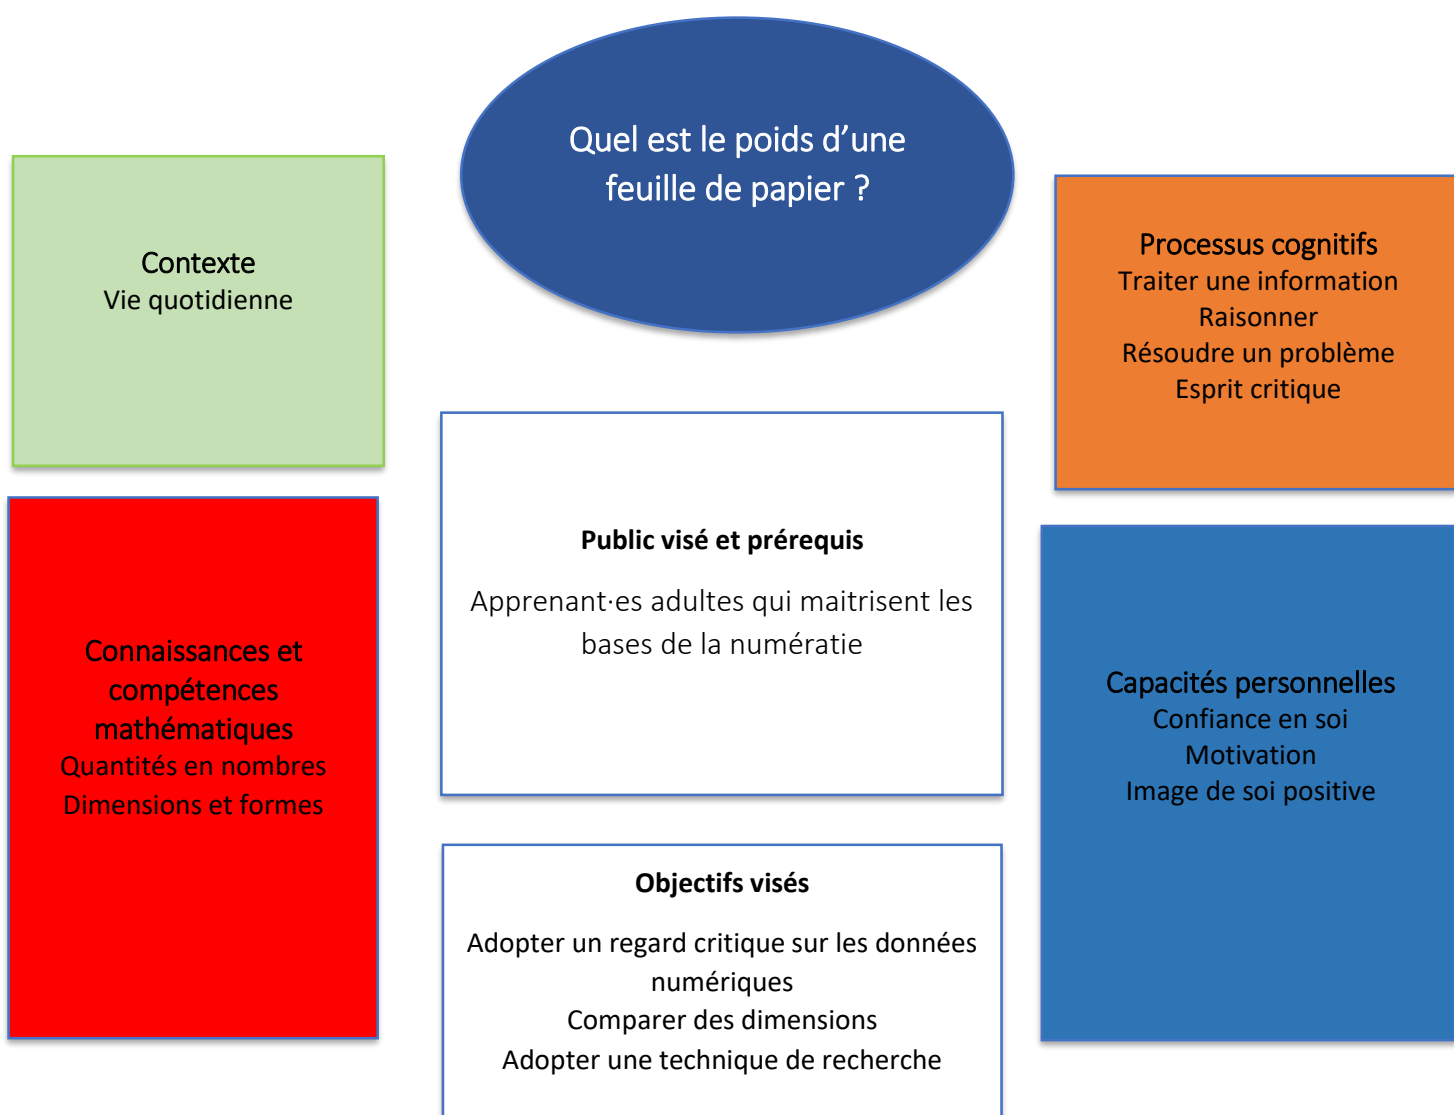 Quel est le poids d’une
feuille de papier ?
Contexte
Vie quotidienne
Processus cognitifs
Traiter une information
Raisonner
Résoudre un problème
Esprit critique
Public visé et prérequis
Apprenant·es adultes qui maitrisent les
bases de la numératie
Connaissances et
compétences
mathématiques
Quantités en nombres
Dimensions et formes
Capacités personnelles
Confiance en soi
Motivation
Image de soi positive
Objectifs visés
Adopter un regard critique sur les données
numériques
Comparer des dimensions
Adopter une technique de recherche